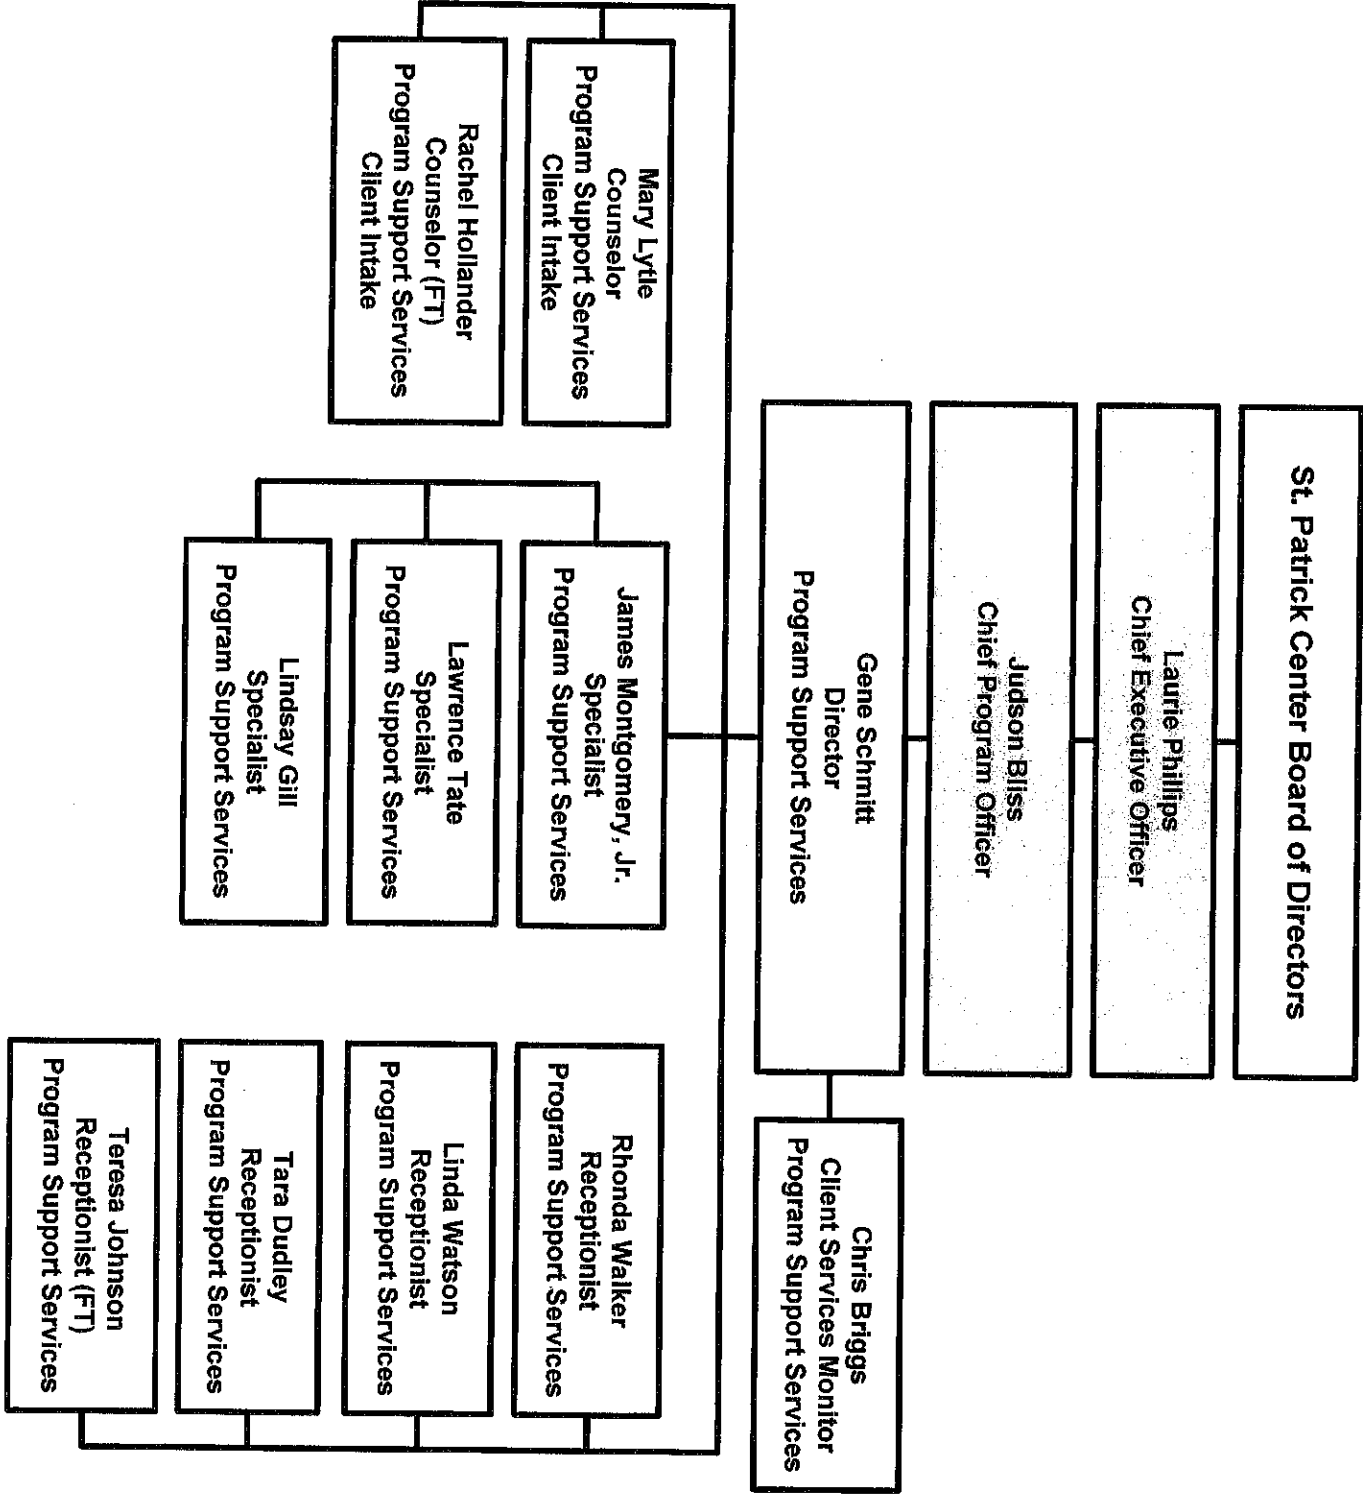 St. Patrick Center Board of Directors
Laurie Phillips
Chief Executive Officer
Judson Bliss
Chief Program Officer
Gene Schmitt
Director
Program Support Services
Chris Briggs
Client Services Monitor
Program Support Services
Mary Lytle
Counselor
Program Support Services
Client Intake
Rachel Hollander
Counselor (FT)
Program Support Services
Client Intake
James Montgomery, Jr.
Specialist
Program Support Services
Lawrence Tate
Specialist
Program Support Services
Lindsay Gill
Specialist
Program Support Services
Rhonda Walker
Receptionist
Program Support Services
Linda Watson
Receptionist
Program Support Services
Tara Dudley
Receptionist
Program Support Services
Teresa Johnson
Receptionist (FT)
Program Support Services